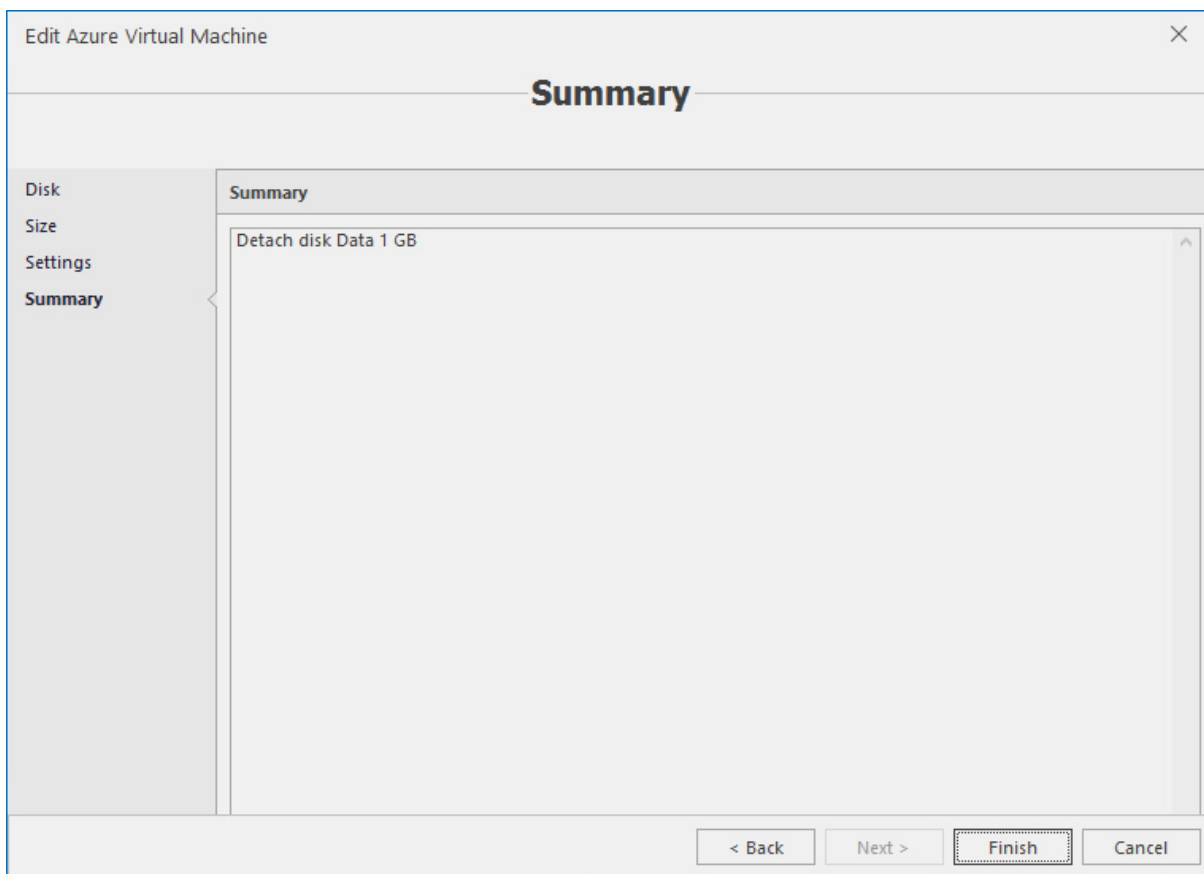 Edit Azure Virtual Machine
Summary
Disk
Size
Settings
Summary
Summary
Detach disk Data 1 GB
< Back
Next >
Finish
Cancel